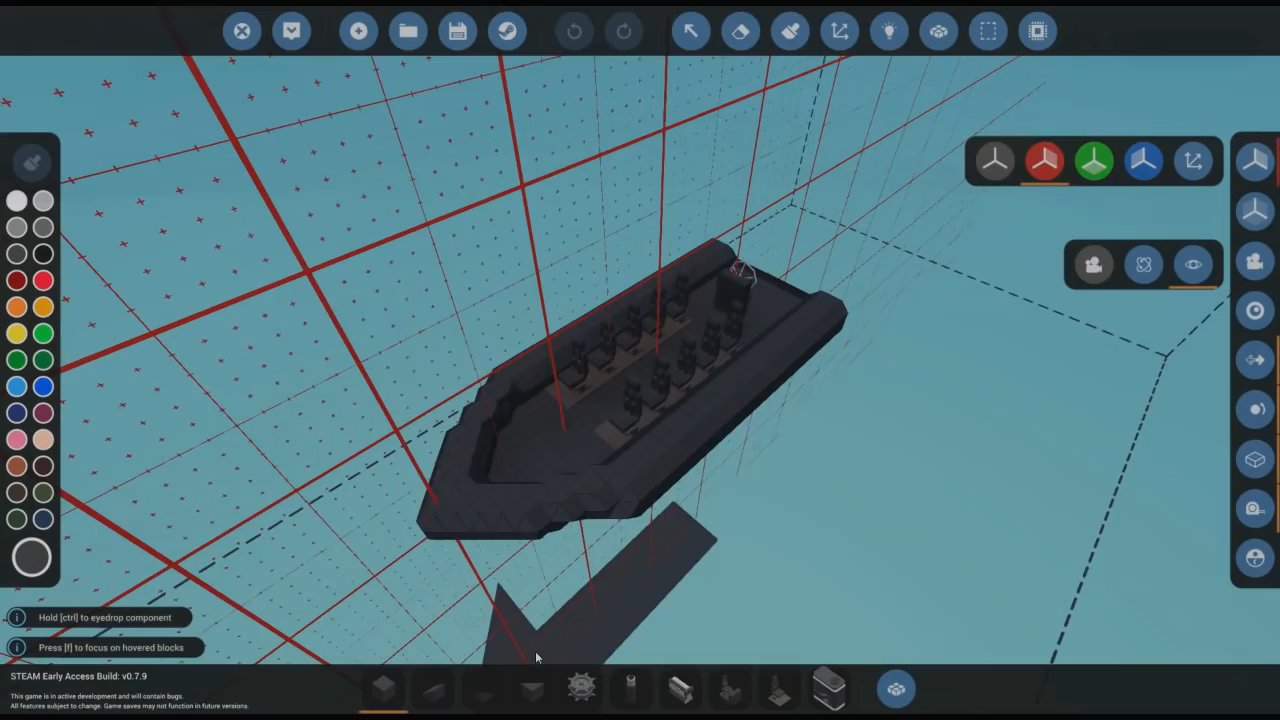 Hold [ctrl] to eyedrop component
Press [f] to focus on hovered blocks
STEAM Early Access Build: v0.7.9
This game is in active development and will contain bugs.
All features subject to change. Game saves may not function in future versions.